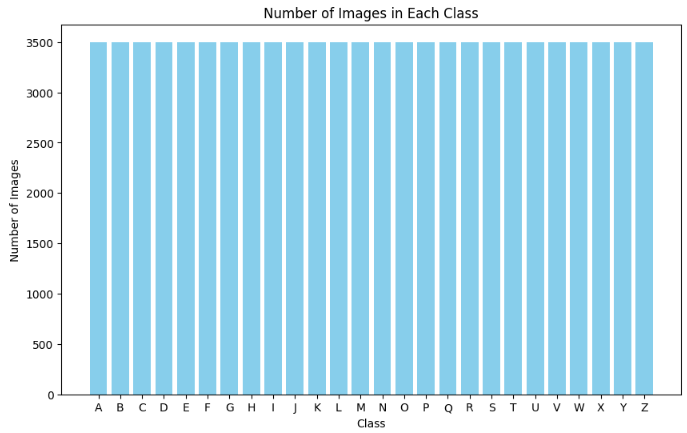 Number of Images in Each Class
Number of Images
3500
3000
2500
2000
1500
1000
500
0
A B C D E F G H I J K L M N O P Q R S T U V W X Y Z
Class